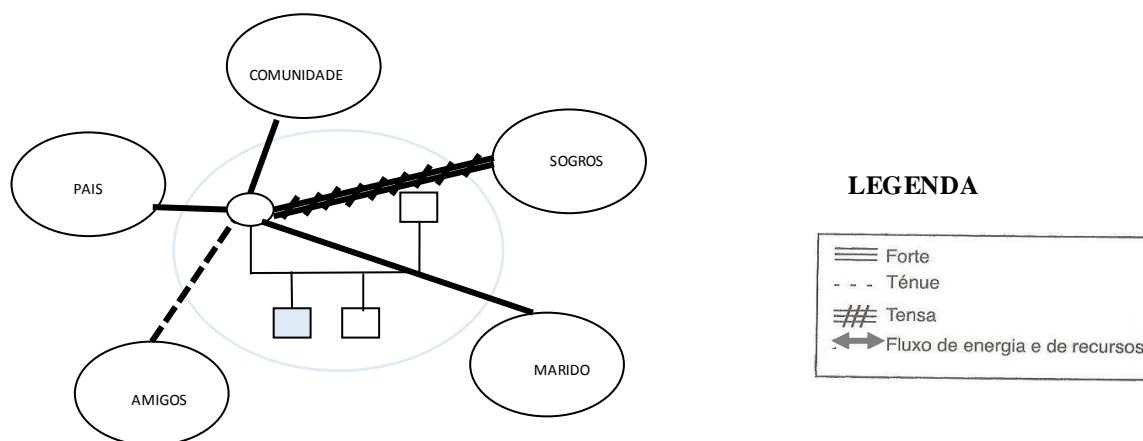 COMUNIDADE
SOGROS
PAIS
MARIDO
AMIGOS
LEGENDA
Forte
Ténue
Tensa
Fluxo de energia e de recursos